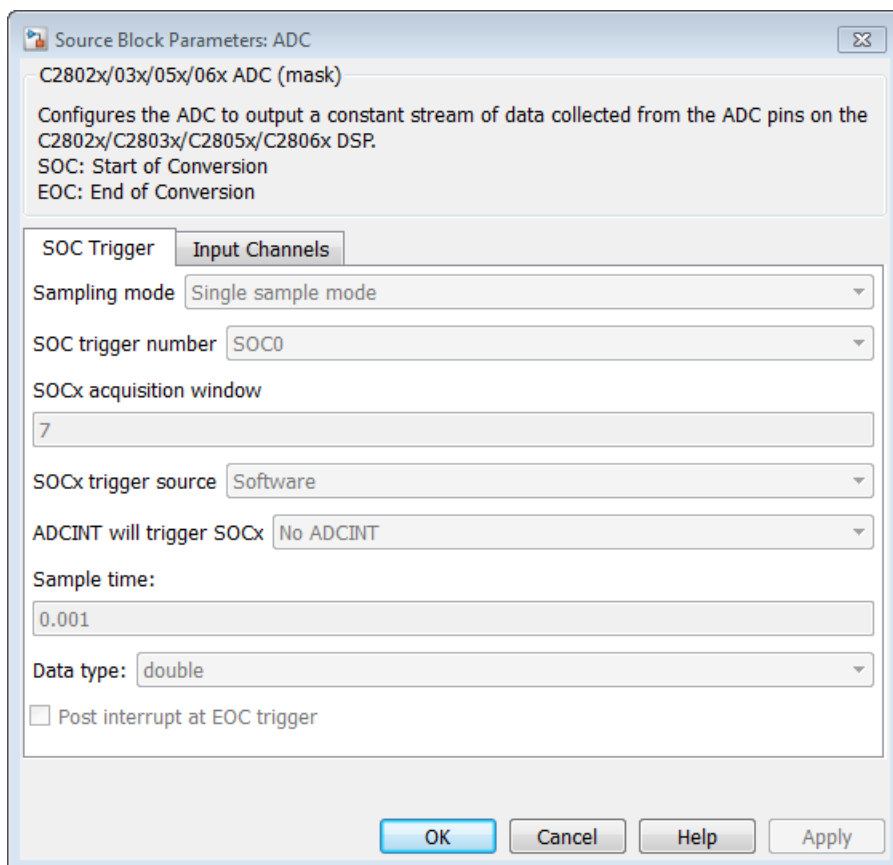 Source Block Parameters: ADC
C2802x/03x/05x/06x ADC (mask)
Configures the ADC to output a constant stream of data collected from the ADC pins on the
C2802x/C2803x/C2805x/C2806x DSP.
SOC: Start of Conversion
EOC: End of Conversion
SOC Trigger Input Channels
Sampling mode Single sample mode
SOC trigger number SOC0
SOCx acquisition window
7
SOCx trigger source Software
ADCINT will trigger SOCx No ADCINT
Sample time:
0.001
Data type: double
Post interrupt at EOC trigger
OK Cancel Help Apply